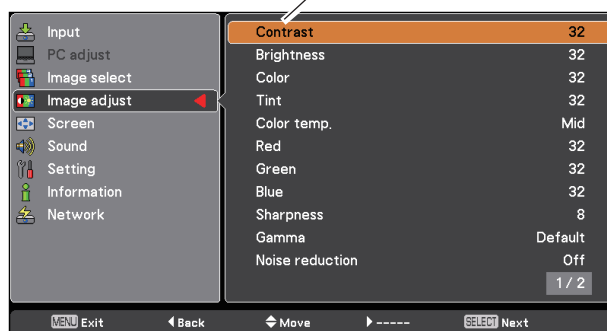 Input
PC adjust
Image select
Image adjust
Screen
Sound
Setting
Information
Network
Contrast 32
Brightness 32
Color 32
Tint 32
Color temp. Mid
Red 32
Green 32
Blue 32
Sharpness 8
Gamma Default
Noise reduction Off
1 / 2
MENU Exit Back Move ----- SELECT Next